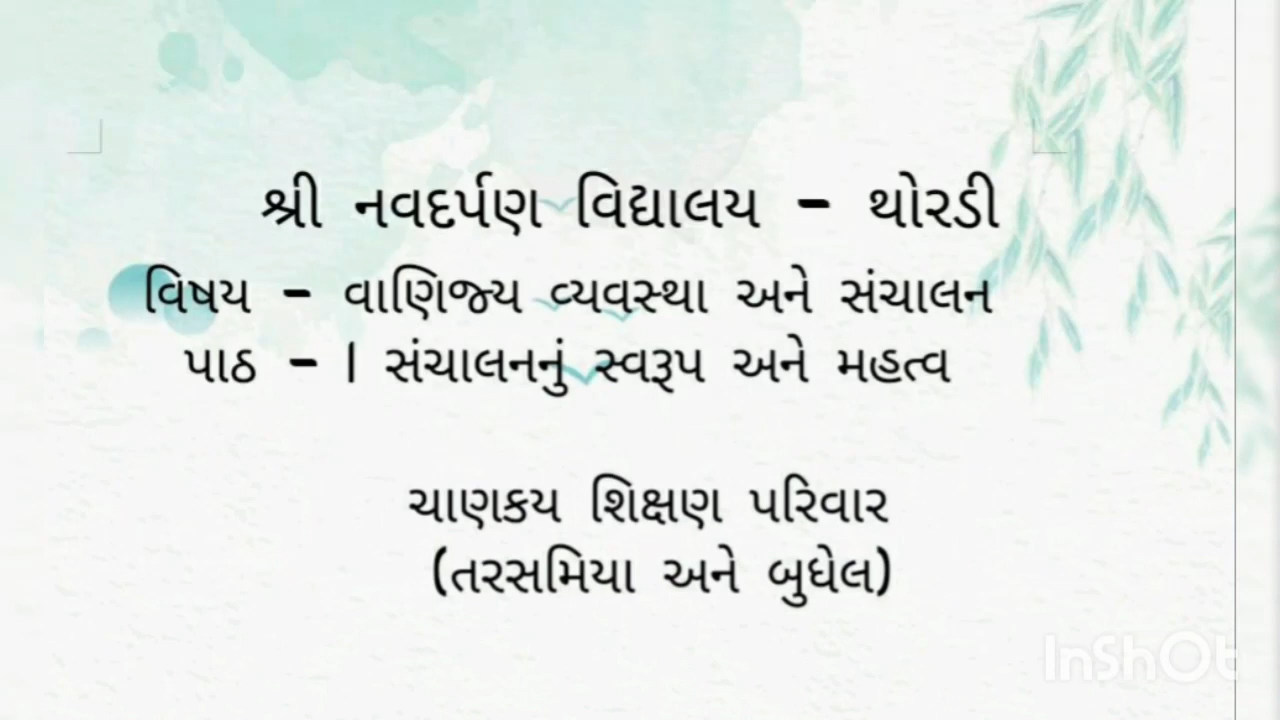 શ્રી નવદર્પણ વિદ્યાલય - થોરડી
વિષય - વાણિજ્ય વ્યવસ્થા અને સંચાલન
પાઠ - 1 સંચાલનનું સ્વરૂપ અને મહત્વ
ચાણકય શિક્ષણ પરિવાર
(તરસમિયા અને બુધેલ)
InShOt